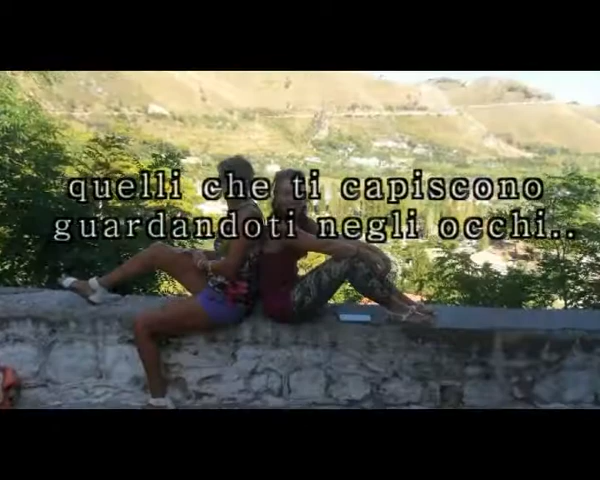 quelli che ti capiscono
guardandoti negli occhi..